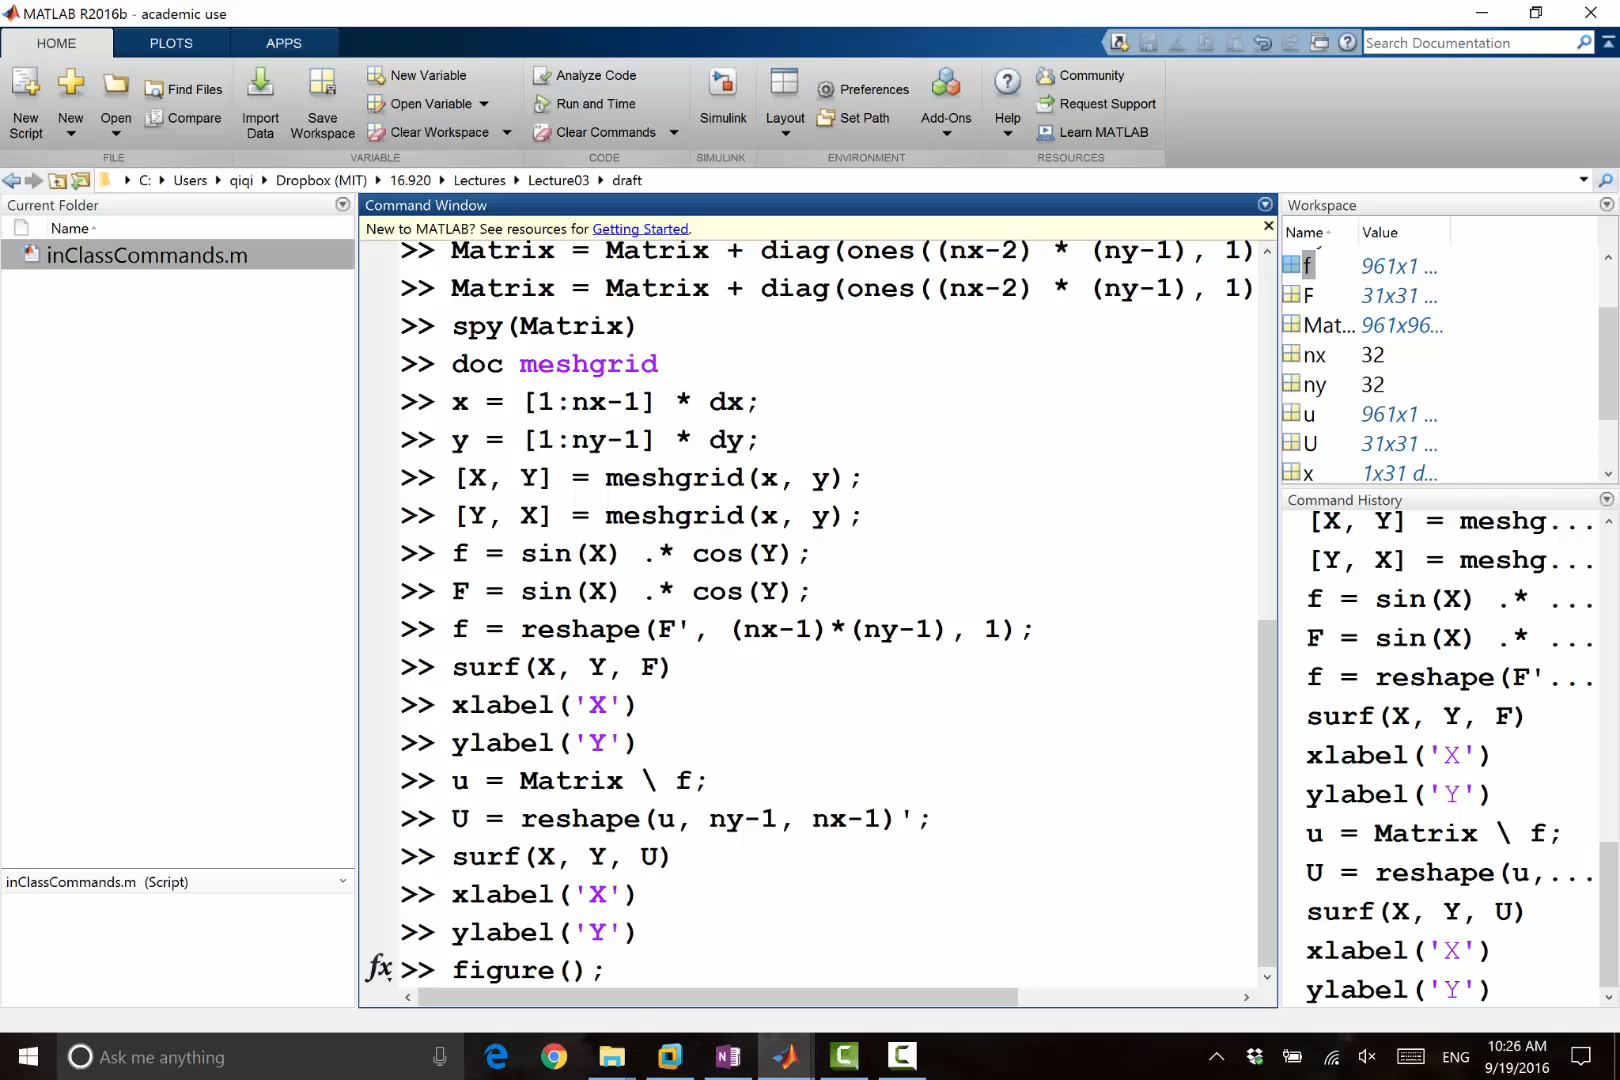 MATLAB R2016b - academic use
HOME PLOTS APPS
Search Documentation
New Script
New
Open
Find Files
Compare
FILE
Import Data
Save Workspace
New Variable
Open Variable
Clear Workspace
VARIABLE
Analyze Code
Run and Time
Clear Commands
CODE
Simulink
SIMULINK
Layout
Preferences
Set Path
Add-Ons
ENVIRONMENT
Help
Community
Request Support
Learn MATLAB
RESOURCES
C: Users qiqi Dropbox (MIT) 16.920 Lectures Lecture03 draft
Current Folder
Name
inClassCommands.m
inClassCommands.m (Script)
Command Window
New to MATLAB? See resources for Getting Started.
>> Matrix = Matrix + diag(ones((nx-2) * (ny-1), 1)
>> Matrix = Matrix + diag(ones((nx-2) * (ny-1), 1)
>> spy(Matrix)
>> doc meshgrid
>> x = [1:nx-1] * dx;
>> y = [1:ny-1] * dy;
>> [X, Y] = meshgrid(x, y);
>> [Y, X] = meshgrid(x, y);
>> f = sin(X) .* cos(Y);
>> F = sin(X) .* cos(Y);
>> f = reshape(F', (nx-1)*(ny-1), 1);
>> surf(X, Y, F)
>> xlabel('X')
>> ylabel('Y')
>> u = Matrix \ f;
>> U = reshape(u, ny-1, nx-1)';
>> surf(X, Y, U)
>> xlabel('X')
>> ylabel('Y')
fx >> figure();
Workspace
Name Value
f 961x1 ...
F 31x31 ...
Mat... 961x96...
nx 32
ny 32
u 961x1 ...
U 31x31 ...
x 1x31 d...
Command History
[X, Y] = meshg...
[Y, X] = meshg...
f = sin(X) .* ...
F = sin(X) .* ...
f = reshape(F'...
surf(X, Y, F)
xlabel('X')
ylabel('Y')
u = Matrix \ f;
U = reshape(u,...
surf(X, Y, U)
xlabel('X')
ylabel('Y')
Ask me anything
ENG
10:26 AM
9/19/2016